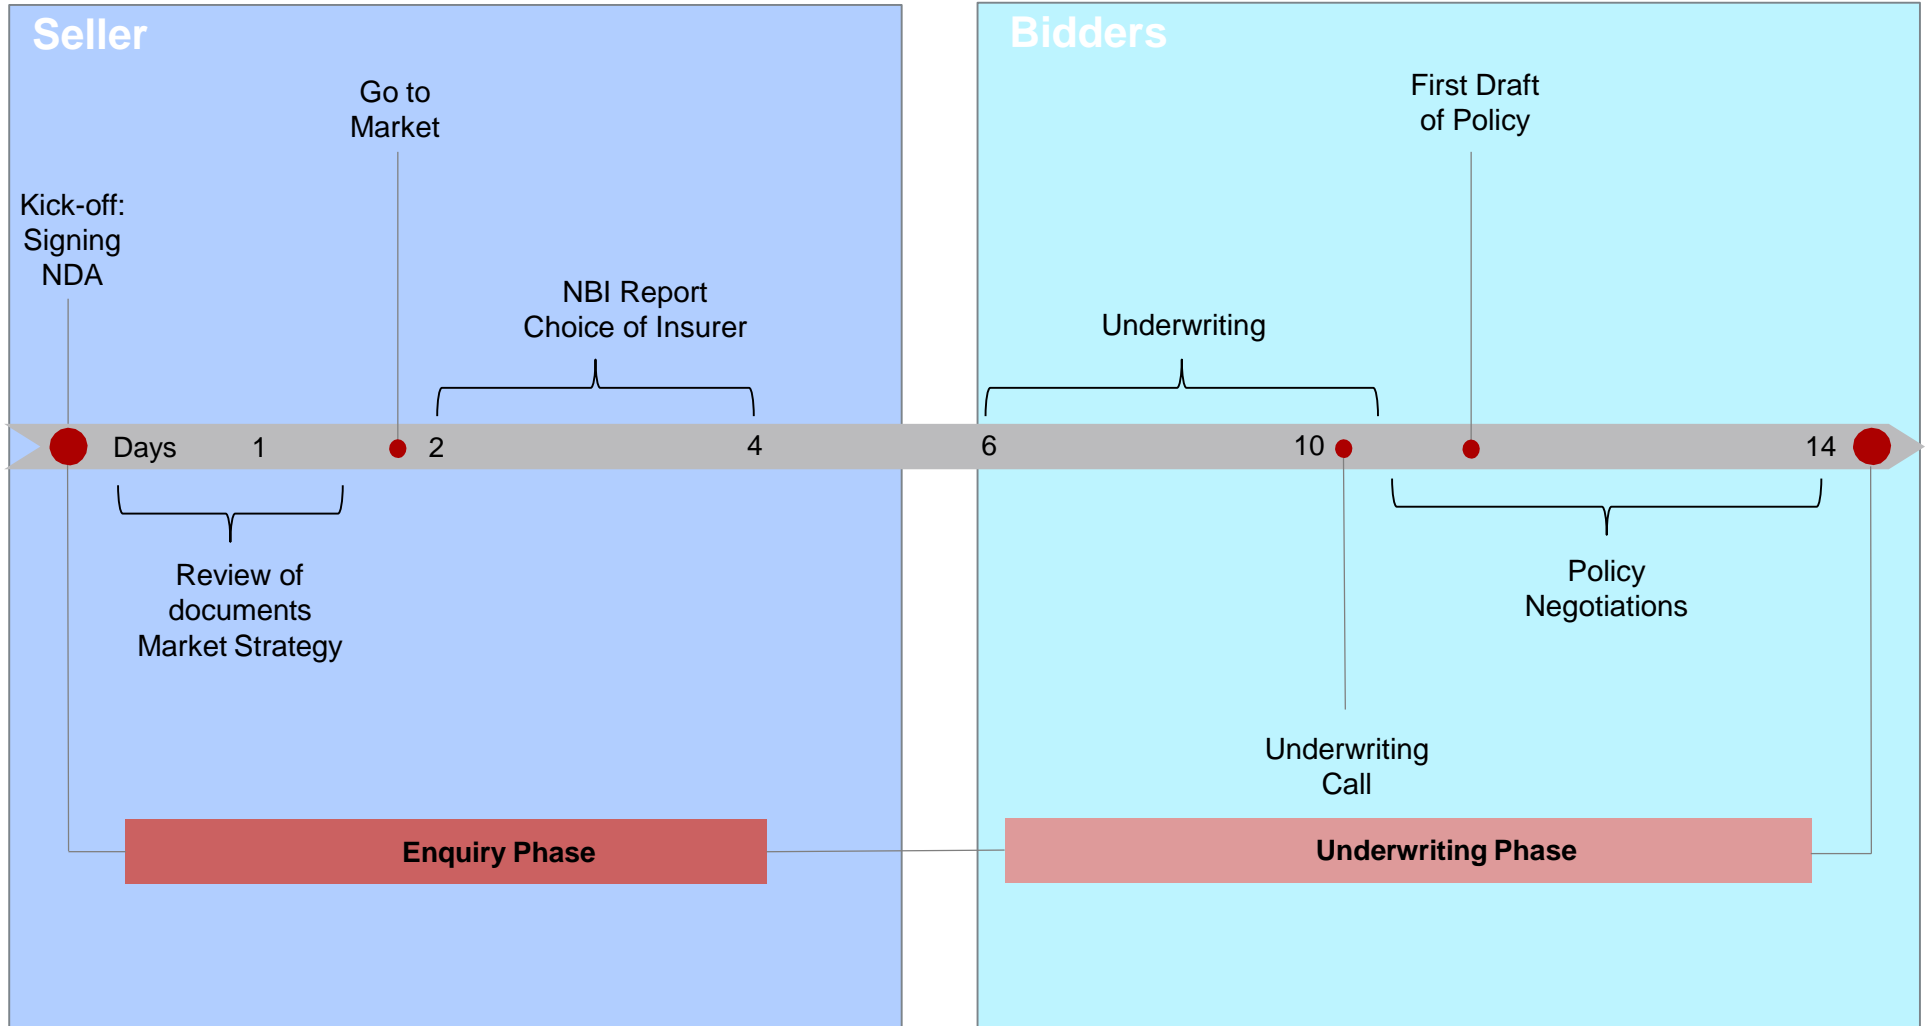 Seller
Bidders
Go to
Market
First Draft
of Policy
Kick-off:
Signing
NDA
NBI Report
Choice of Insurer
Underwriting
Days 1 2 4 6 10 14
Review of
documents
Market Strategy
Policy
Negotiations
Underwriting
Call
Enquiry Phase
Underwriting Phase